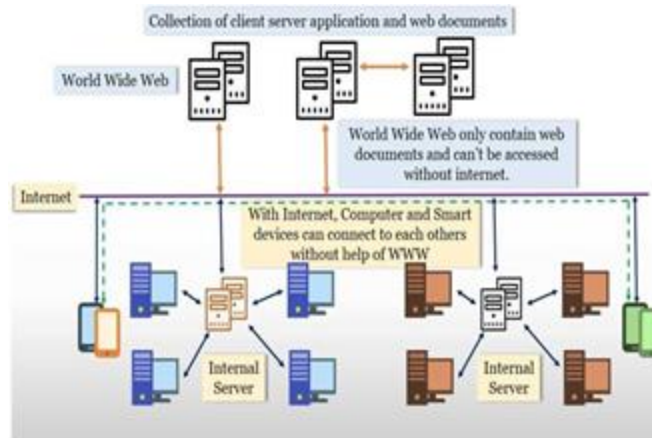 Collection of client server application and web documents
World Wide Web
World Wide Web only contain web
documents and can't be accessed
without internet.
Internet
With Internet, Computer and Smart
devices can connect to each others
without help of WWW
Internal
Server
Internal
Server